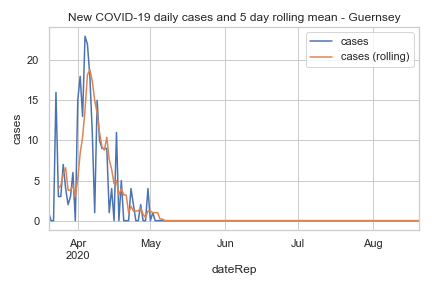 New COVID-19 daily cases and 5 day rolling mean - Guernsey
cases
cases (rolling)
20
15
10
5
0
cases
Apr
2020
May
Jun
Jul
Aug
dateRep